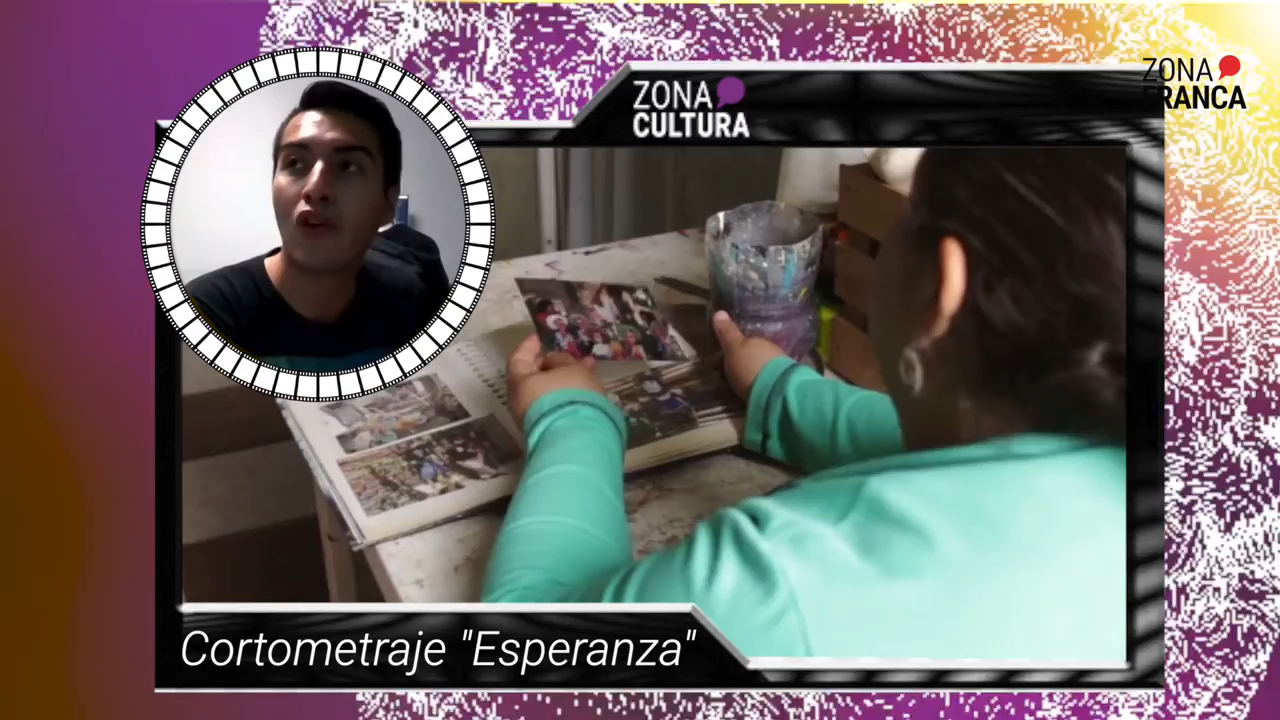 ZONA
CULTURA
ZONA
FRANCA
Cortometraje "Esperanza"